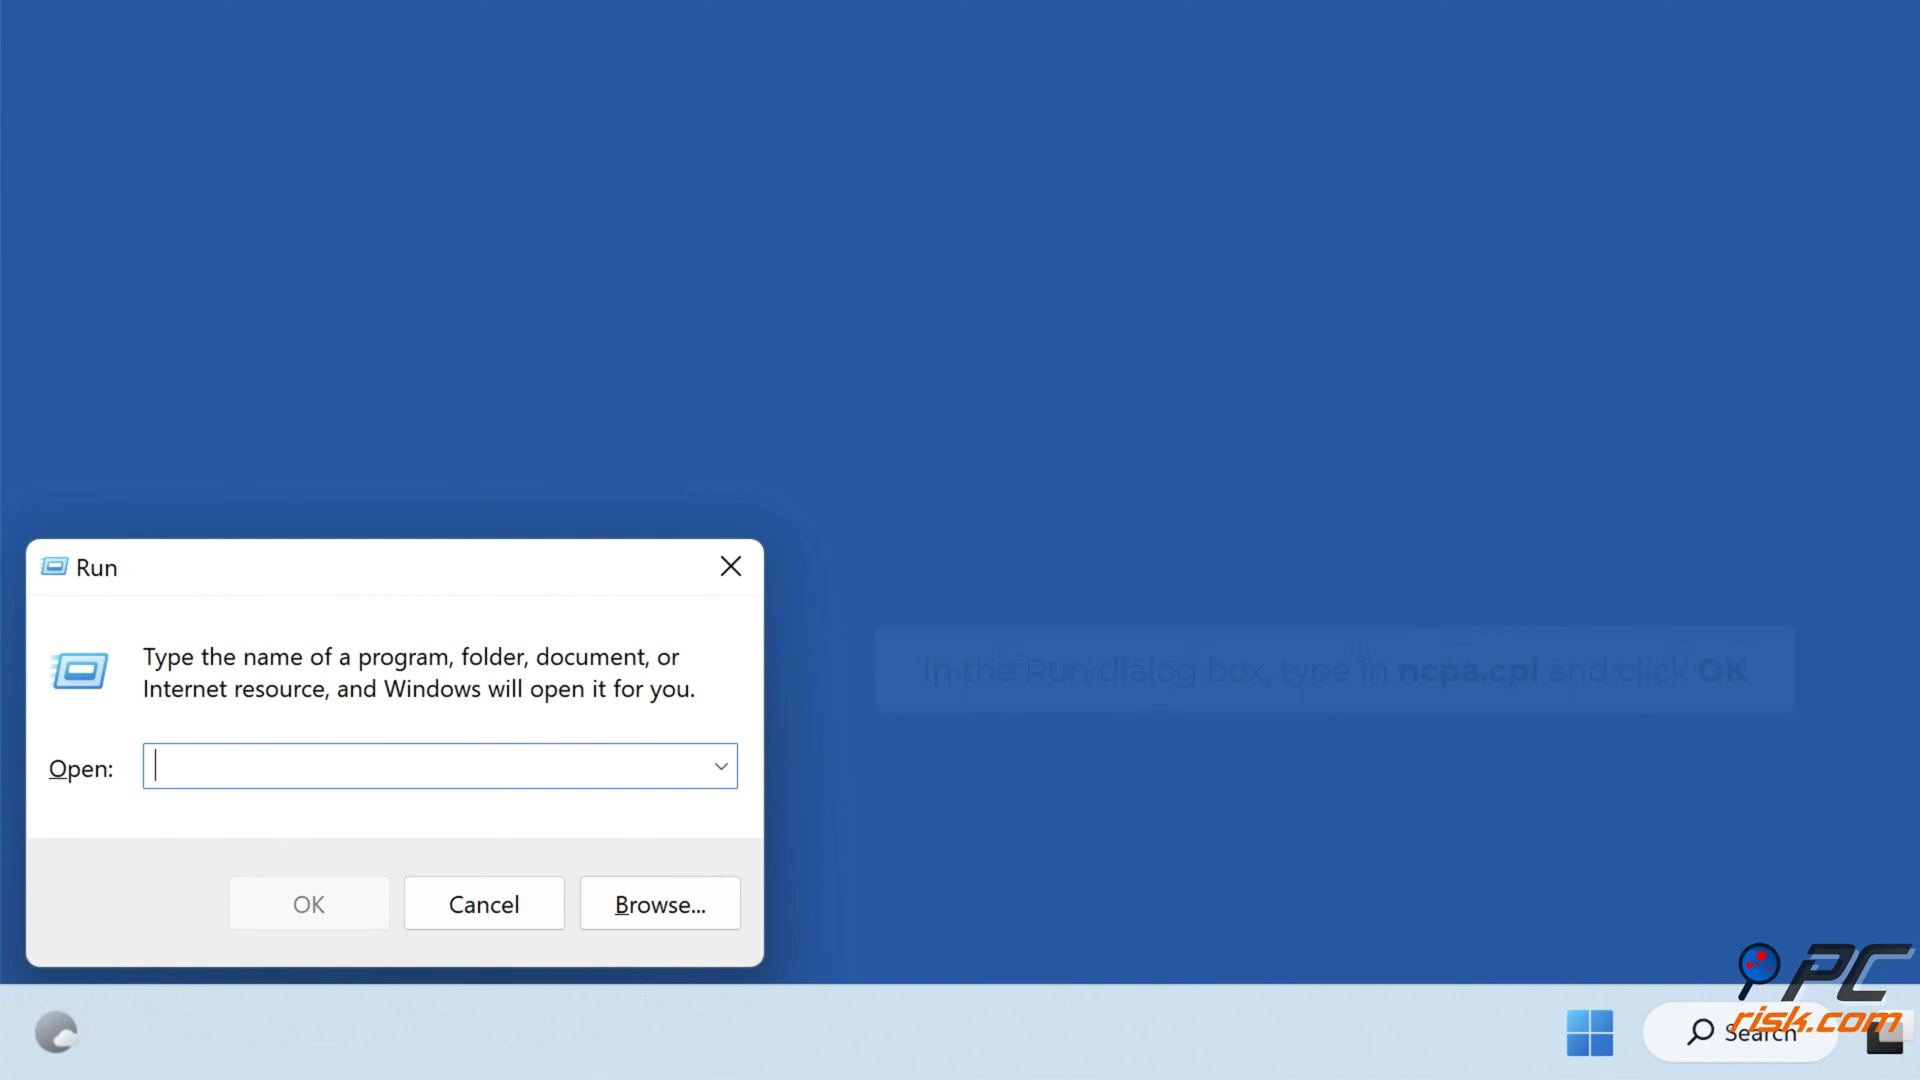 Run
Type the name of a program, folder, document, or
Internet resource, and Windows will open it for you.
In the Run dialog box, type in ncpa.cpl and click OK
Open:
OK
Cancel
Browse...
PC
risk.com
Search